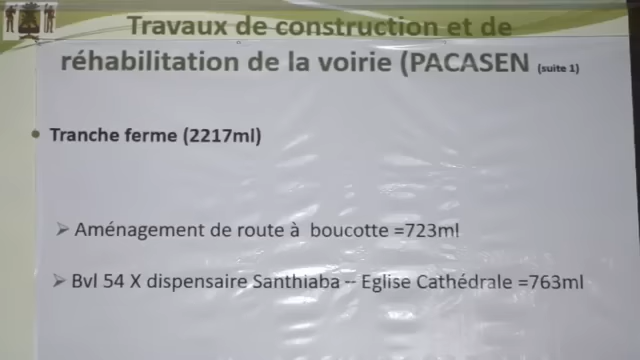 Travaux de construction et de
réhabilitation de la voirie (PACASEN (suite 1)
• Tranche ferme (2217ml)
➢ Aménagement de route à boucotte =723ml
➢ Bvl 54 X dispensaire Santhiaba -- Eglise Cathédrale =763ml